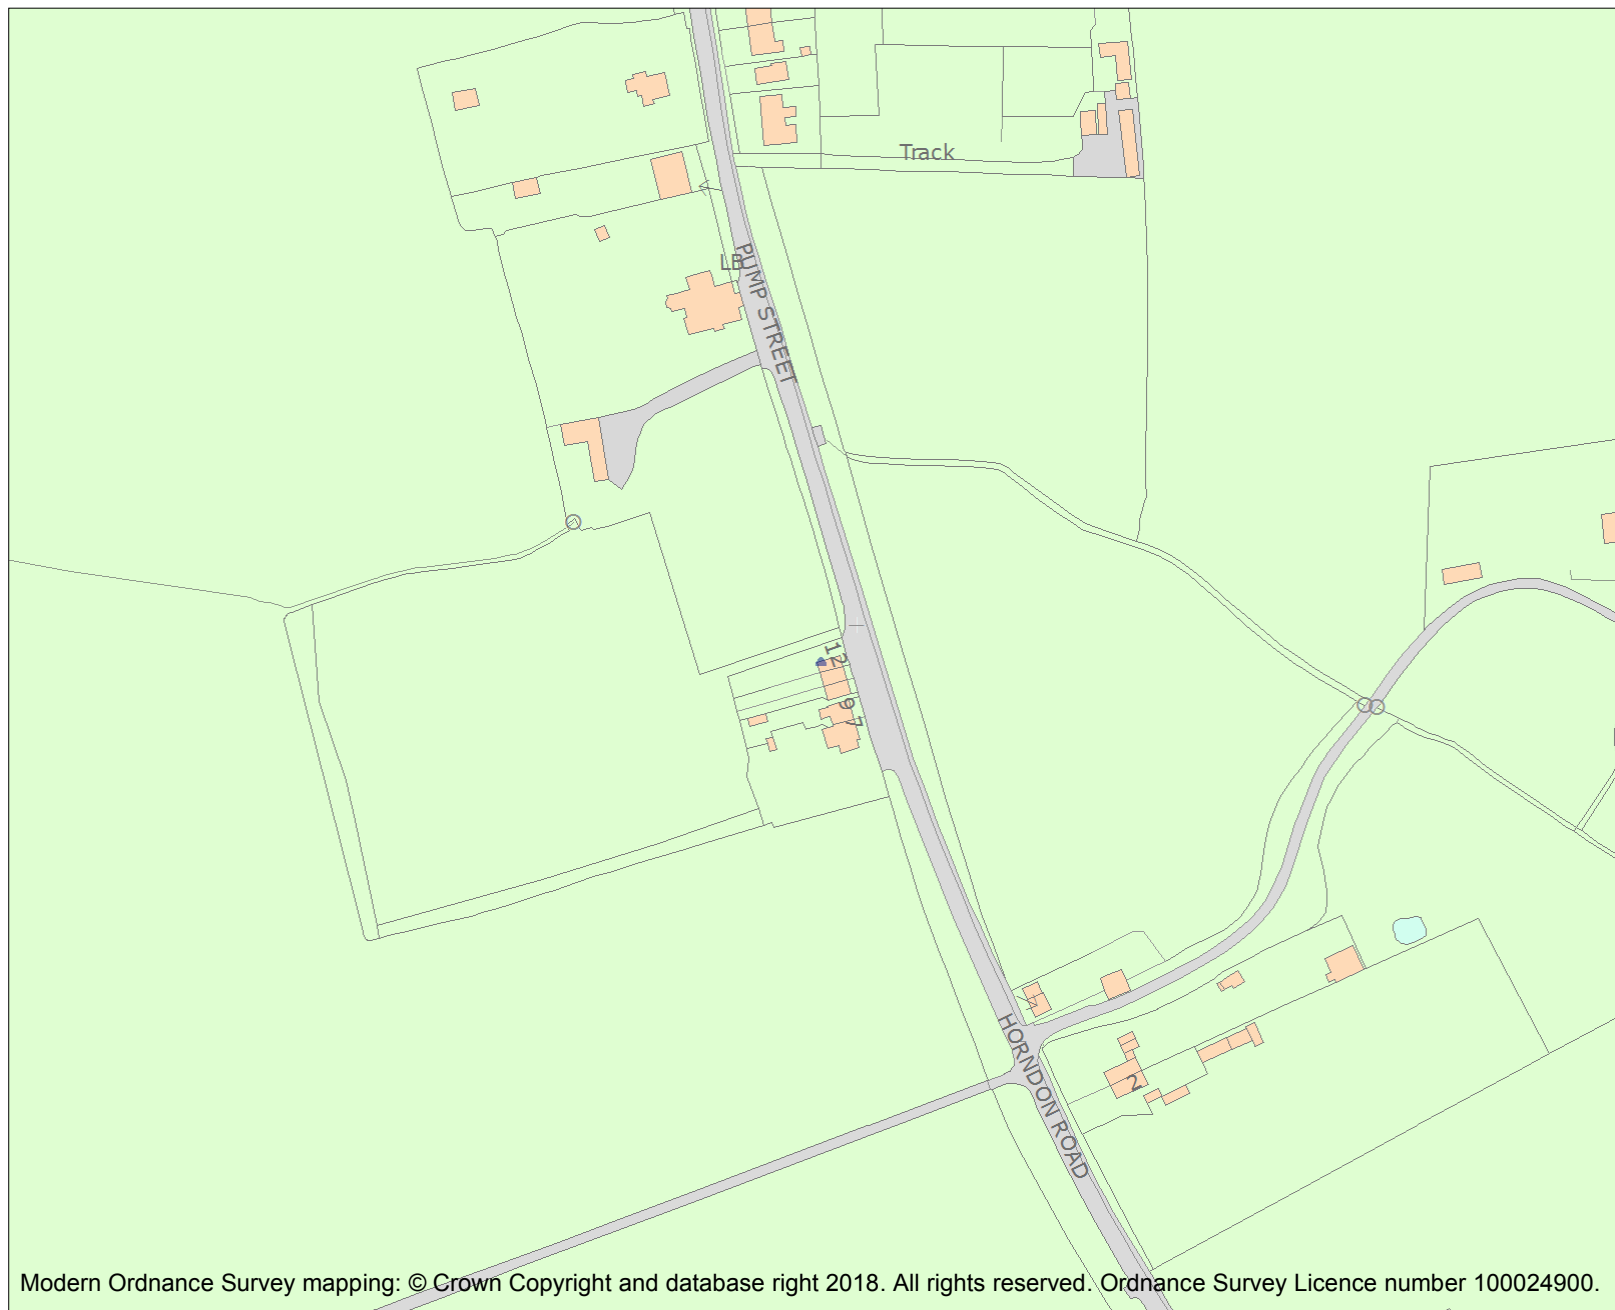 Track
LB
PUMP STREET
12
9
7
HORNDON ROAD
2
Modern Ordnance Survey mapping: © Crown Copyright and database right 2018. All rights reserved. Ordnance Survey Licence number 100024900.